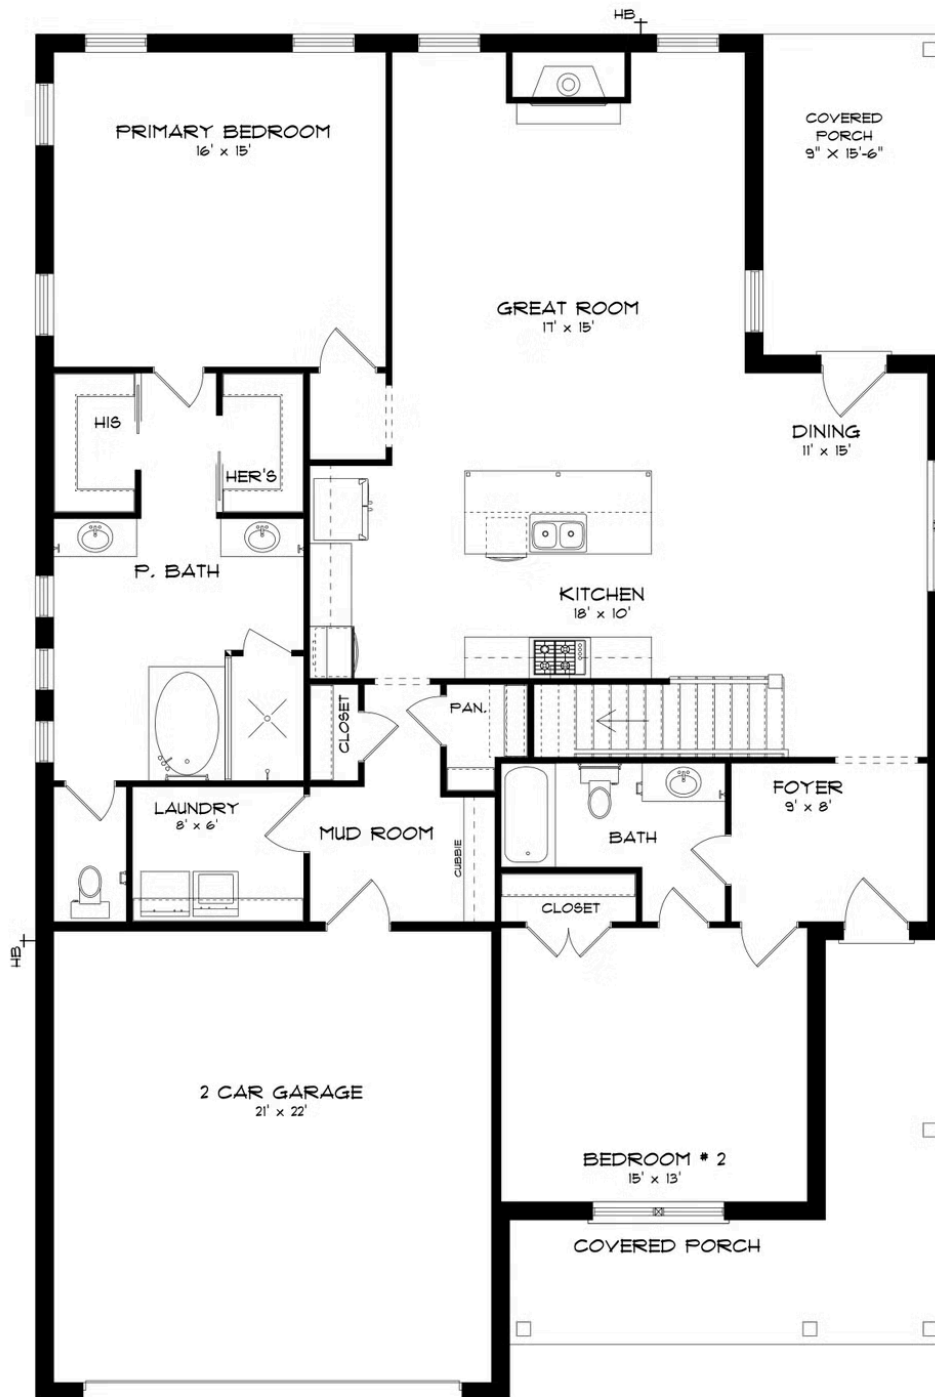 HB
PRIMARY BEDROOM
16' x 15'
COVERED
PORCH
9" X 15'-6"
GREAT ROOM
17' x 15'
HIS
HER'S
DINING
11' x 15'
P. BATH
KITCHEN
18' x 10'
CLOSET
PAN.
LAUNDRY
8' x 6'
MUD ROOM
CUBBIE
BATH
FOYER
9' x 8'
CLOSET
HB
2 CAR GARAGE
21' x 22'
BEDROOM # 2
15' x 13'
COVERED PORCH